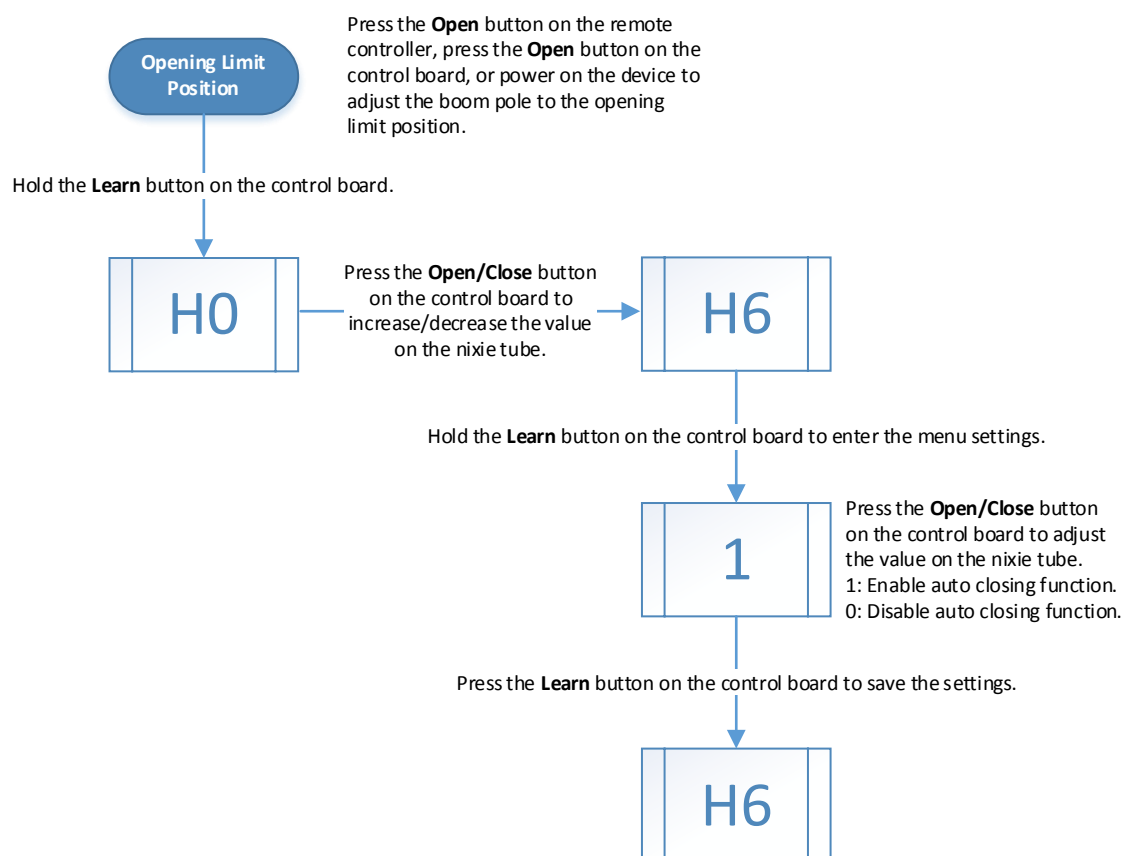 Opening Limit
Position
Press the Open button on the remote
controller, press the Open button on the
control board, or power on the device to
adjust the boom pole to the opening
limit position.
Hold the Learn button on the control board.
H0
Press the Open/Close button
on the control board to
increase/decrease the value
on the nixie tube.
H6
Hold the Learn button on the control board to enter the menu settings.
1
Press the Open/Close button
on the control board to adjust
the value on the nixie tube.
1: Enable auto closing function.
0: Disable auto closing function.
Press the Learn button on the control board to save the settings.
H6